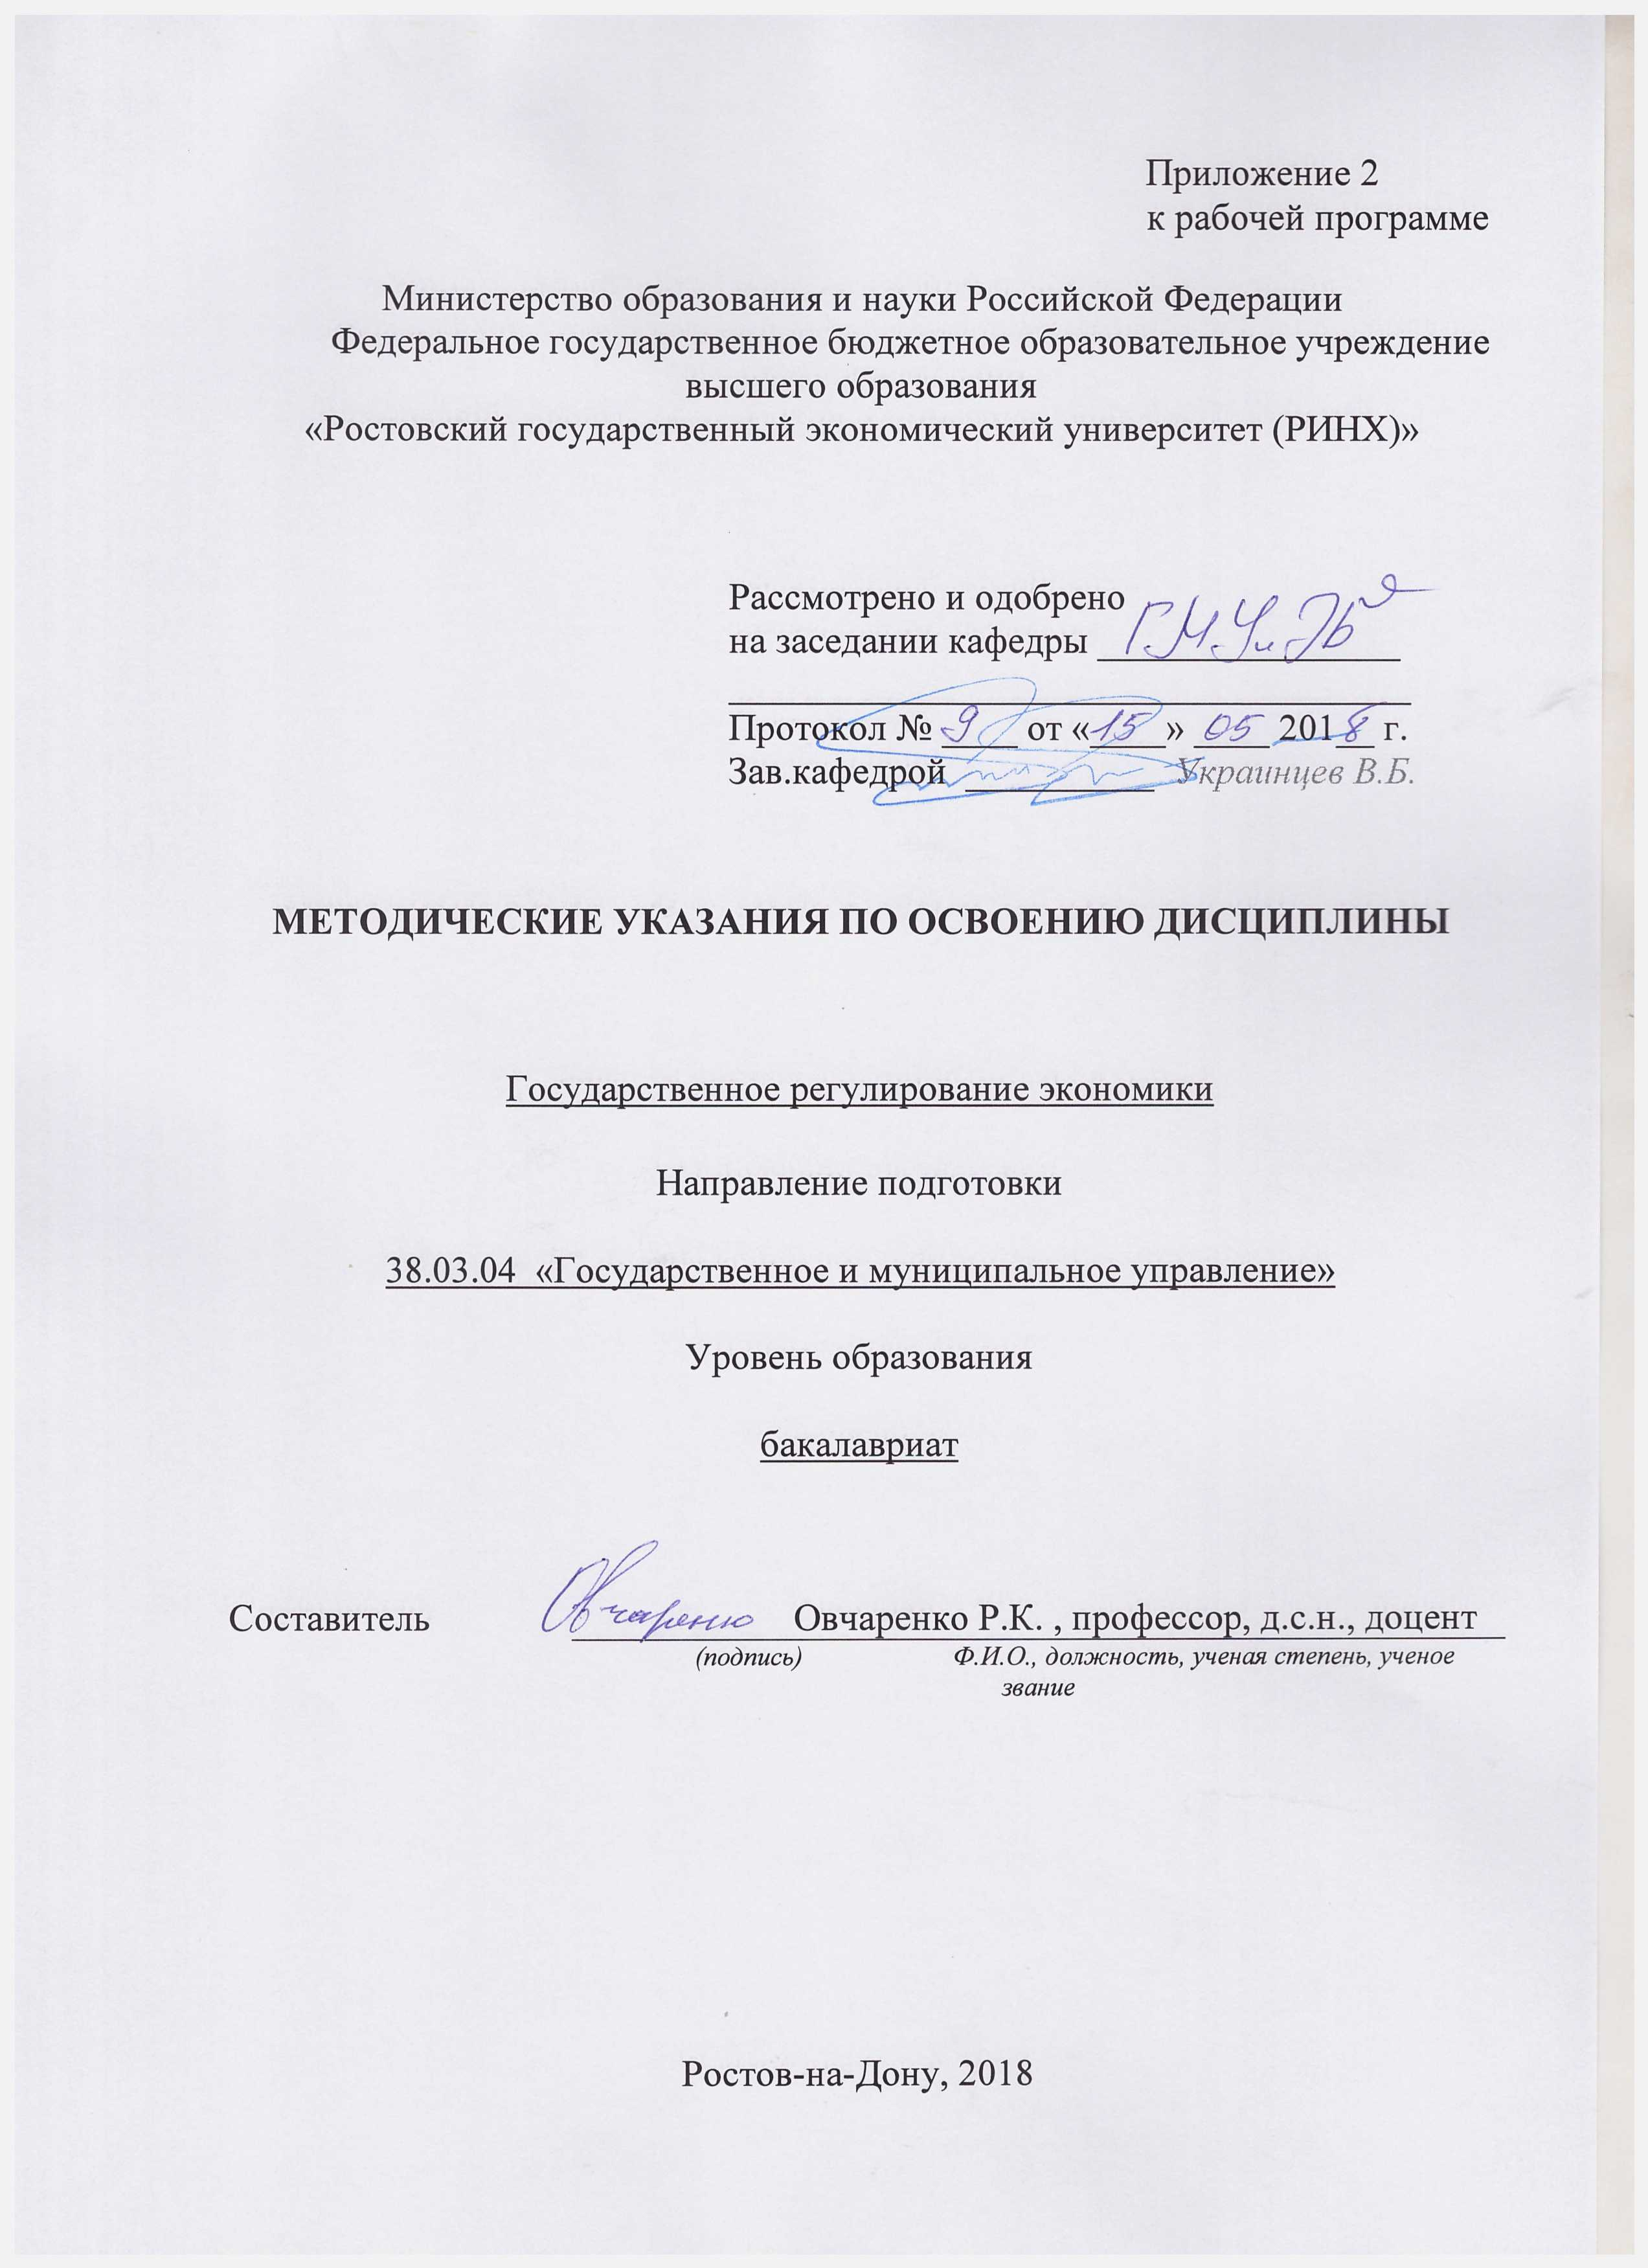 Приложение 2
к рабочей программе
Министерство образования и науки Российской Федерации
Федеральное государственное бюджетное образовательное учреждение
высшего образования
«Ростовский государственный экономический университет (РИНХ)»
Рассмотрено и одобрено
на заседании кафедры Г.М.У.и Эб
Протокол № 9 от «15» 05 2018 г.
Зав.кафедрой Украинцев В.Б.
МЕТОДИЧЕСКИЕ УКАЗАНИЯ ПО ОСВОЕНИЮ ДИСЦИПЛИНЫ
Государственное регулирование экономики
Направление подготовки
38.03.04 «Государственное и муниципальное управление»
Уровень образования
бакалавриат
Составитель Овчаренко Овчаренко Р.К. , профессор, д.с.н., доцент
(подпись) Ф.И.О., должность, ученая степень, ученое
звание
Ростов-на-Дону, 2018